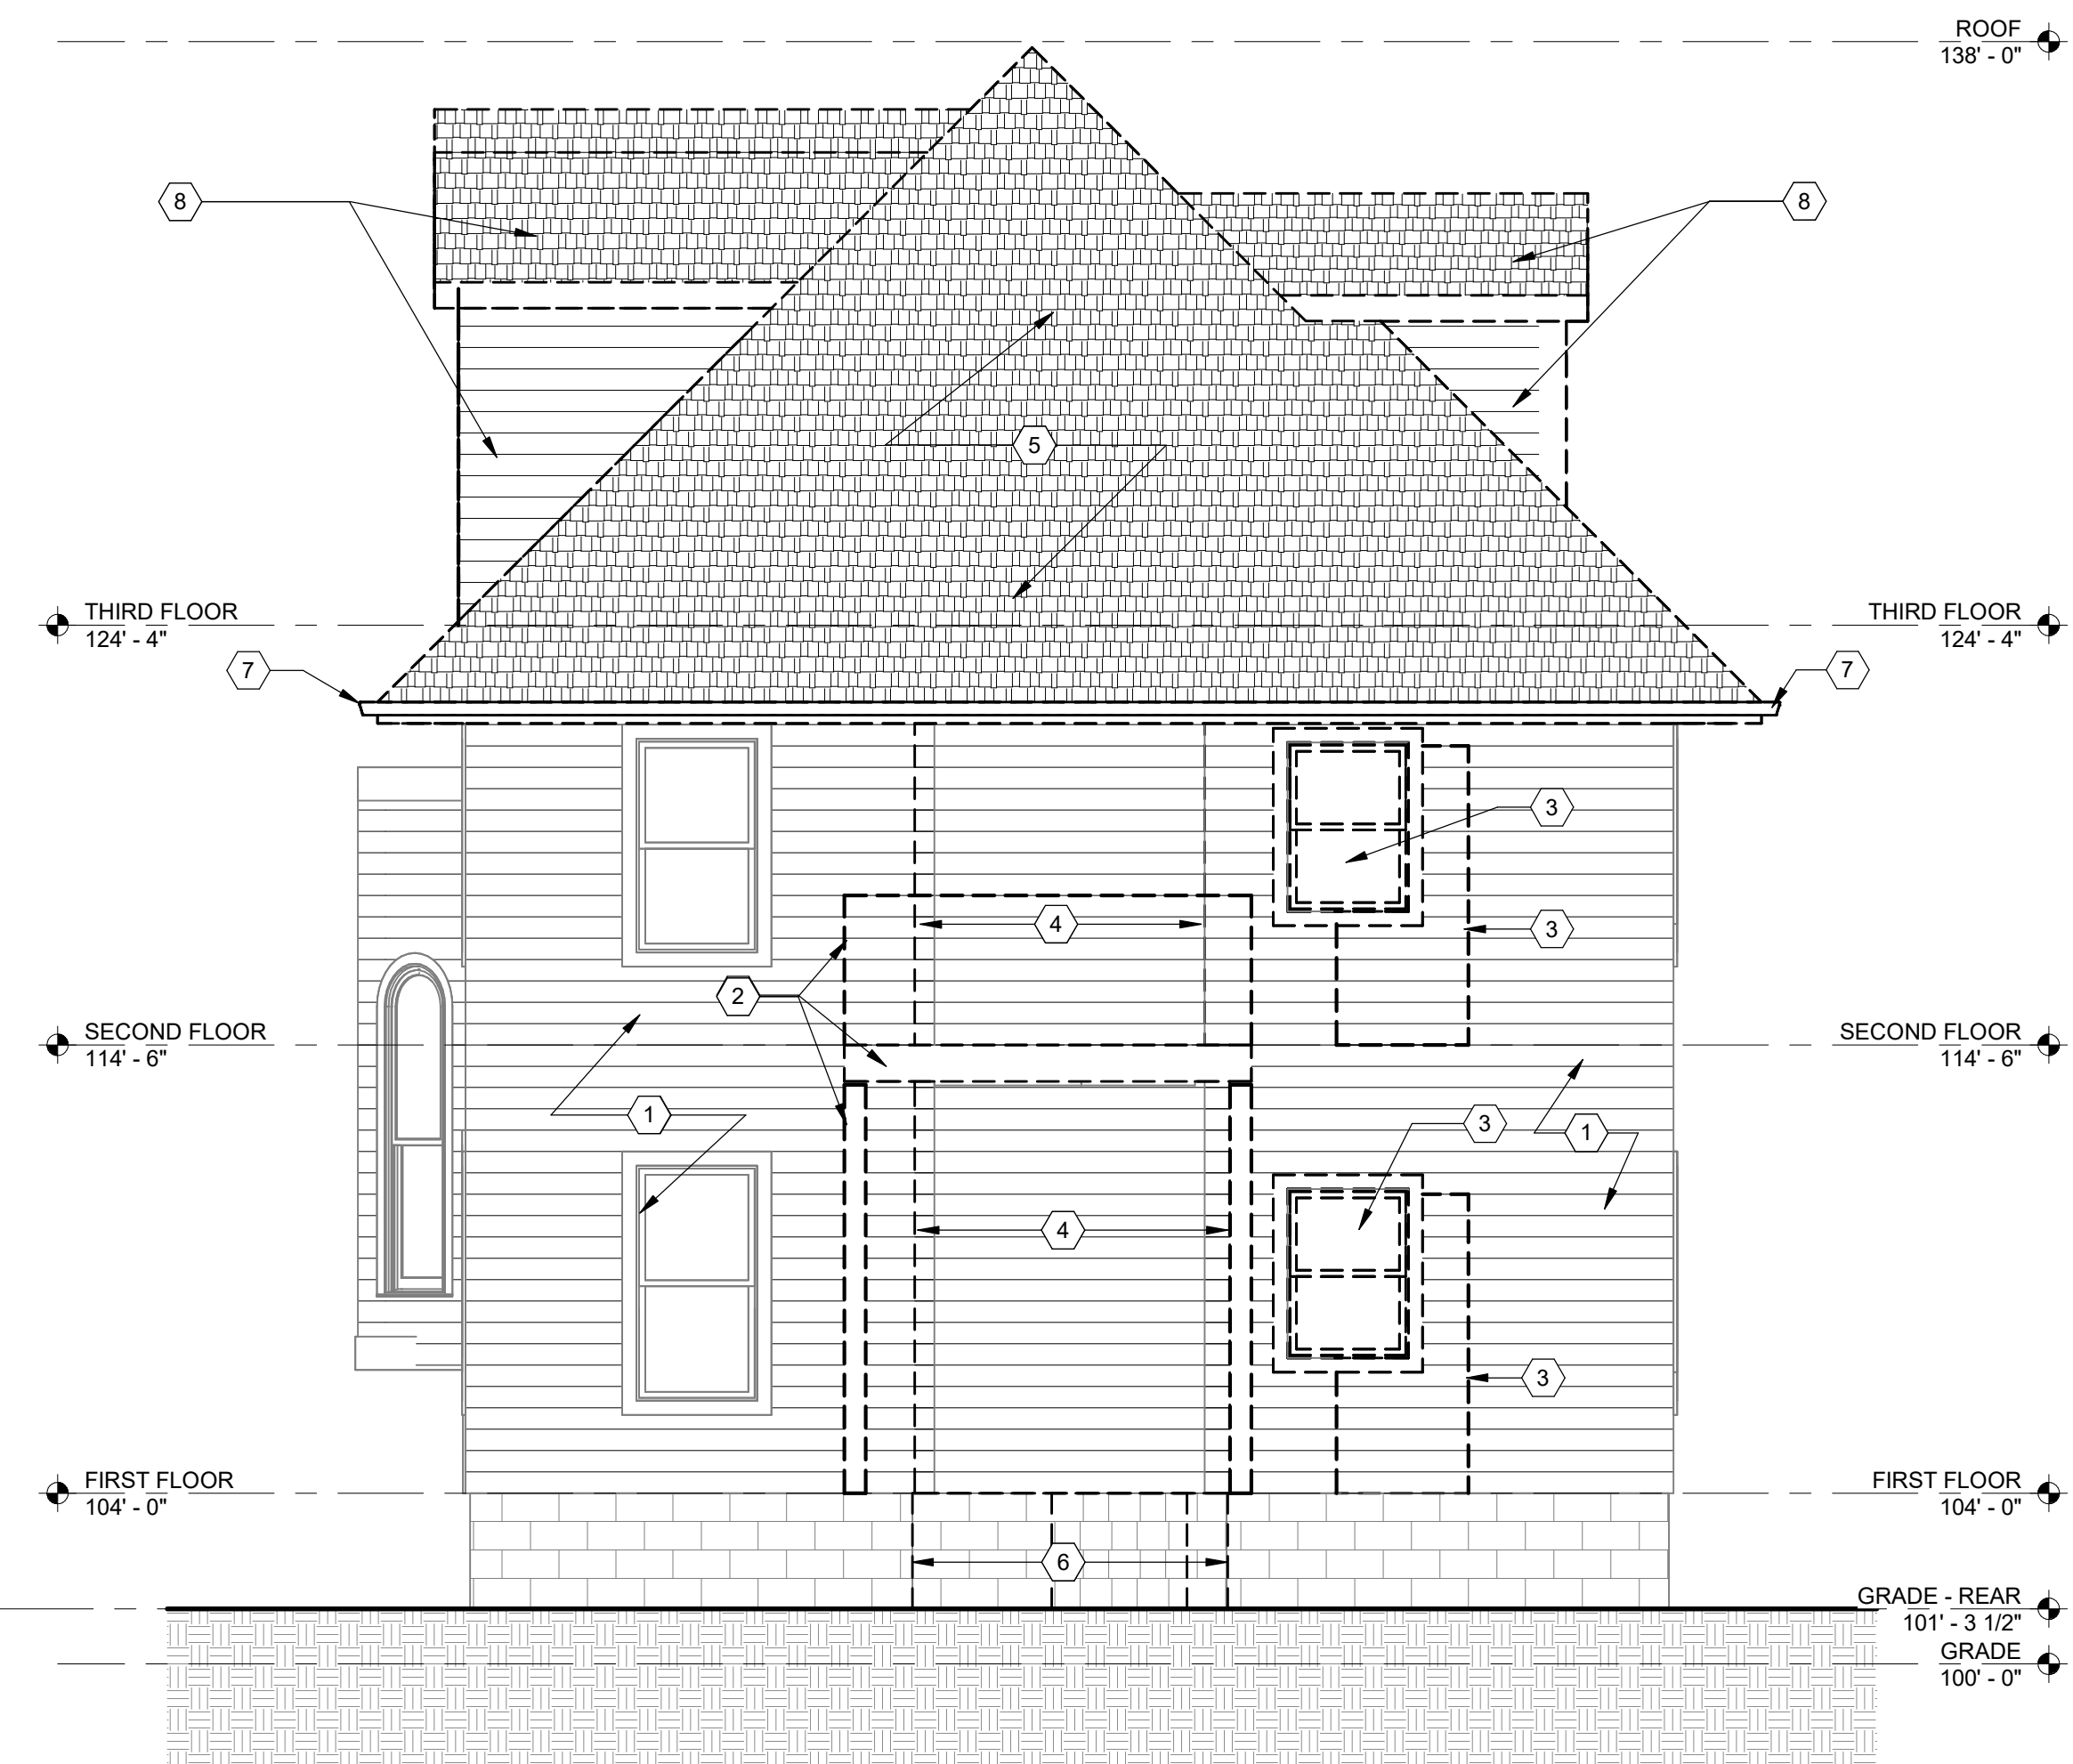 ROOF
138' - 0"
8
8
5
THIRD FLOOR
124' - 4"
THIRD FLOOR
124' - 4"
7
7
3
4
3
2
SECOND FLOOR
114' - 6"
SECOND FLOOR
114' - 6"
1
3
1
4
3
FIRST FLOOR
104' - 0"
FIRST FLOOR
104' - 0"
6
GRADE - REAR
101' - 3 1/2"
GRADE
100' - 0"